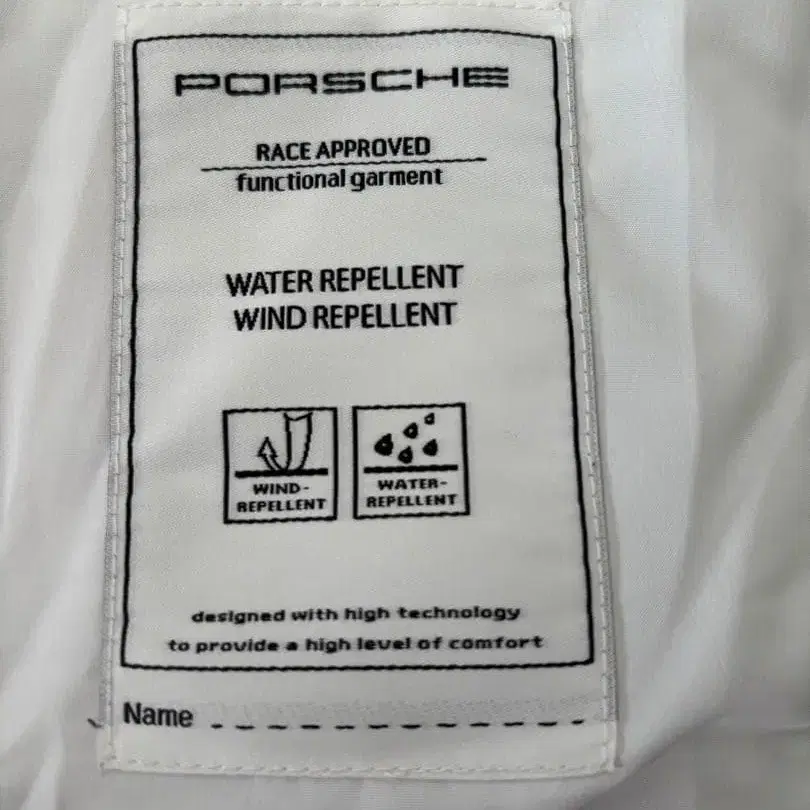 PORSCHE
RACE APPROVED
functional garment
WATER REPELLENT
WIND REPELLENT
WIND-
REPELLENT
WATER-
REPELLENT
designed with high technology
to provide a high level of comfort
Name